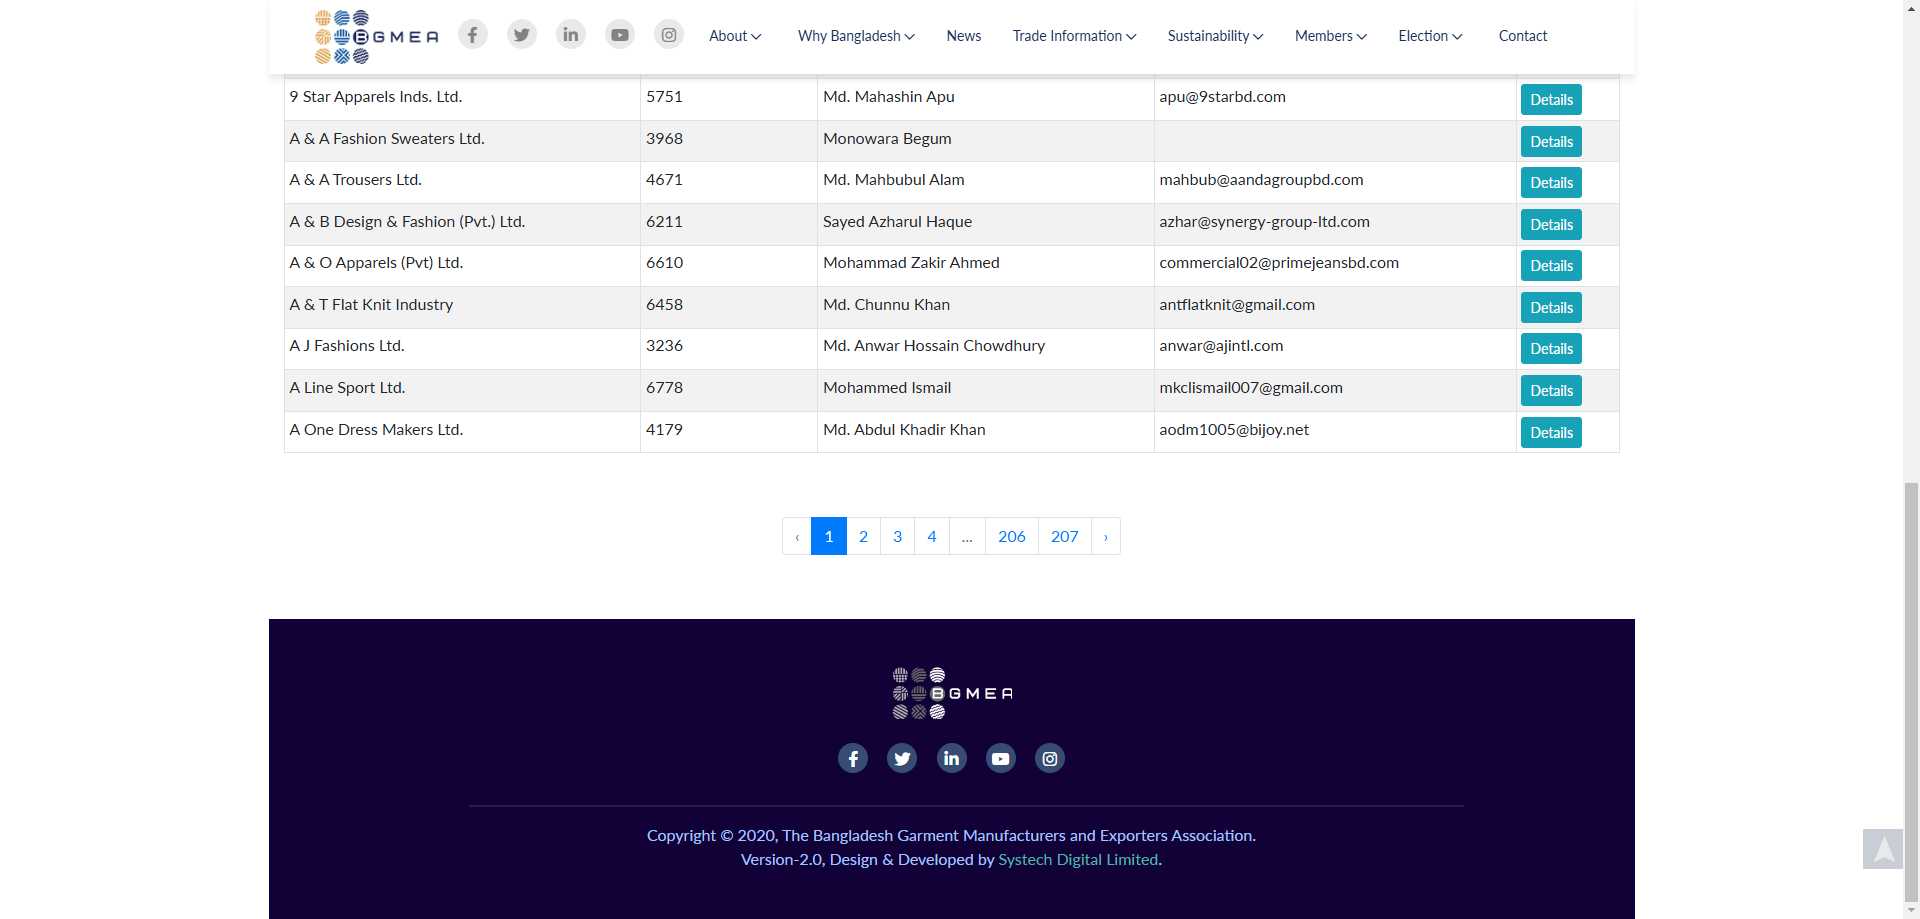 BGMEA About Why Bangladesh News Trade Information Sustainability Members Election Contact
9 Star Apparels Inds. Ltd. 5751 Md. Mahashin Apu apu@9starbd.com Details
A & A Fashion Sweaters Ltd. 3968 Monowara Begum Details
A & A Trousers Ltd. 4671 Md. Mahbubul Alam mahbub@aandagroupbd.com Details
A & B Design & Fashion (Pvt.) Ltd. 6211 Sayed Azharul Haque azhar@synergy-group-ltd.com Details
A & O Apparels (Pvt) Ltd. 6610 Mohammad Zakir Ahmed commercial02@primejeansbd.com Details
A & T Flat Knit Industry 6458 Md. Chunnu Khan antflatknit@gmail.com Details
A J Fashions Ltd. 3236 Md. Anwar Hossain Chowdhury anwar@ajintl.com Details
A Line Sport Ltd. 6778 Mohammed Ismail mkclismail007@gmail.com Details
A One Dress Makers Ltd. 4179 Md. Abdul Khadir Khan aodm1005@bijoy.net Details
‹ 1 2 3 4 ... 206 207 ›
BGMEA
Copyright © 2020, The Bangladesh Garment Manufacturers and Exporters Association.
Version-2.0, Design & Developed by Systech Digital Limited.